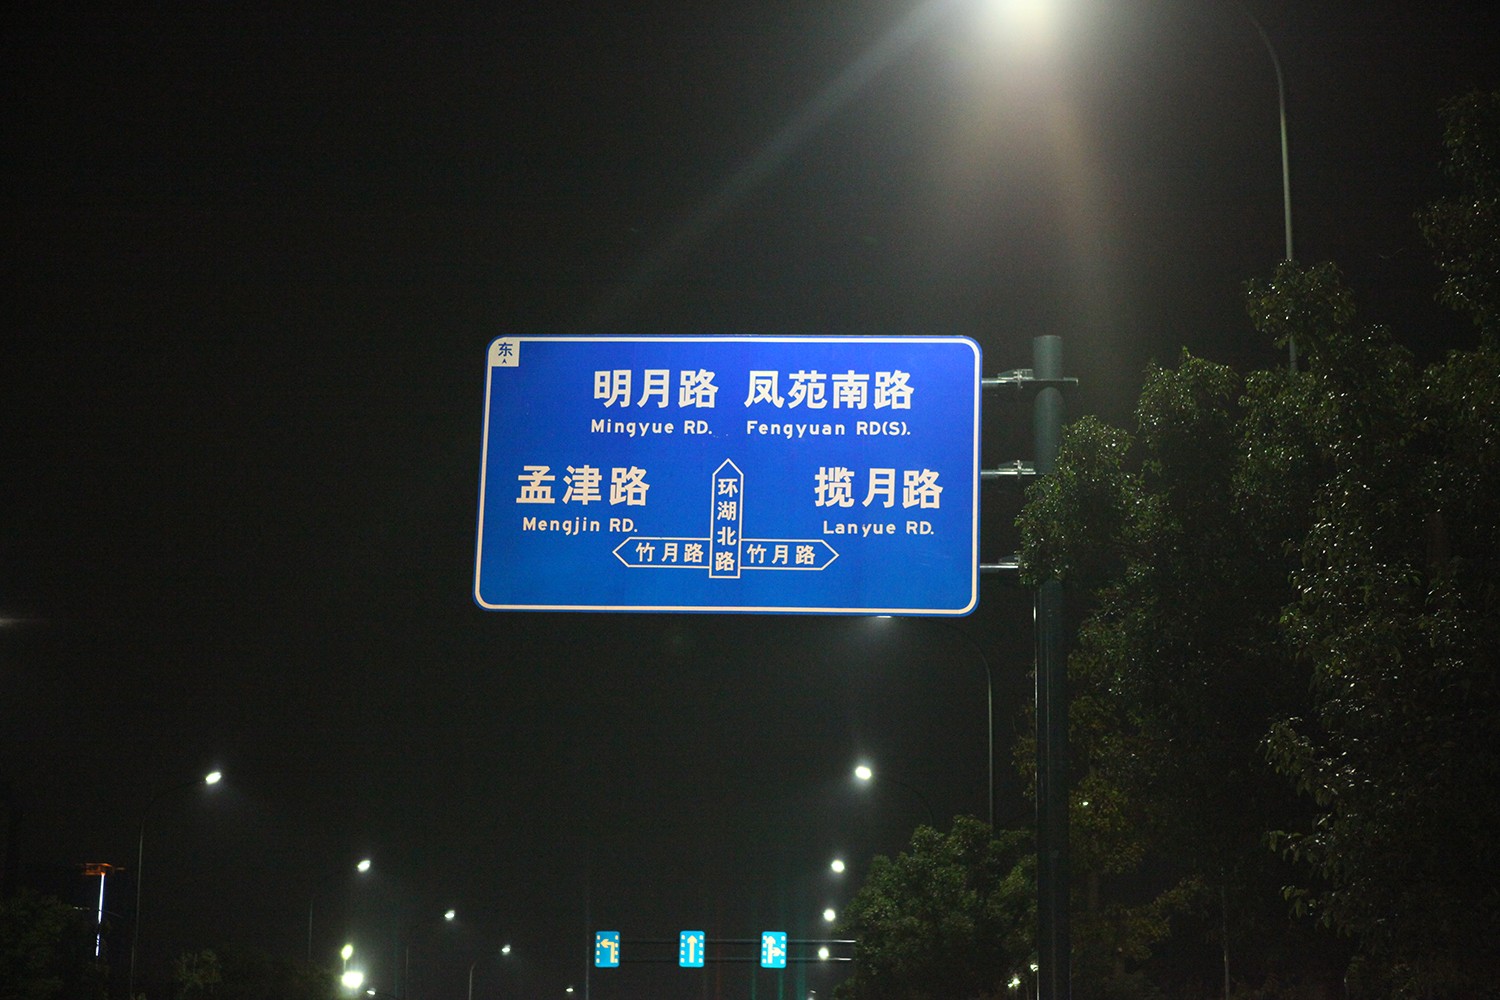 东
明月路 凤苑南路
Mingyue RD. Fengyuan RD(S).
孟津路
Mengjin RD.
环湖北路
揽月路
Lanyue RD.
竹月路
竹月路